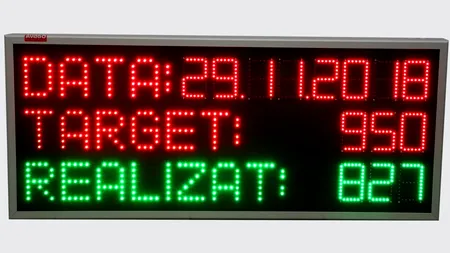 DATA: 29.11.2018
TARGET: 950
REALIZAT: 827